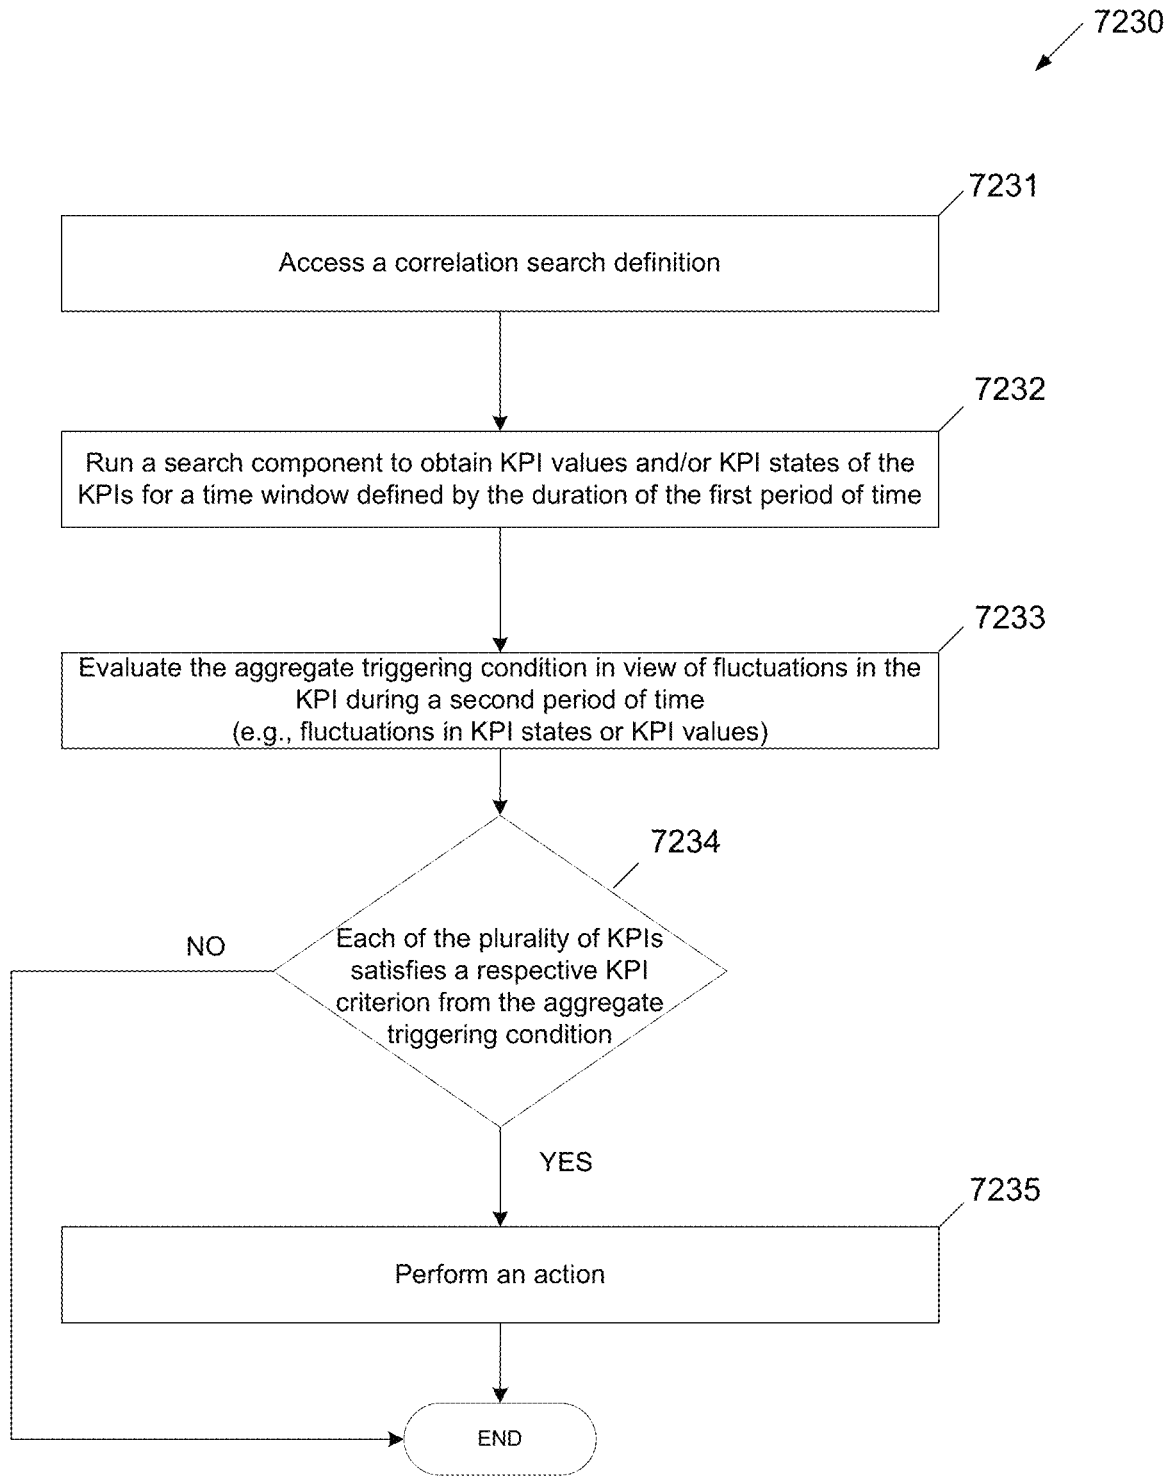 7230
7231
Access a correlation search definition
7232
Run a search component to obtain KPI values and/or KPI states of the
KPIs for a time window defined by the duration of the first period of time
7233
Evaluate the aggregate triggering condition in view of fluctuations in the
KPI during a second period of time
(e.g., fluctuations in KPI states or KPI values)
7234
NO
Each of the plurality of KPIs
satisfies a respective KPI
criterion from the aggregate
triggering condition
YES
7235
Perform an action
END